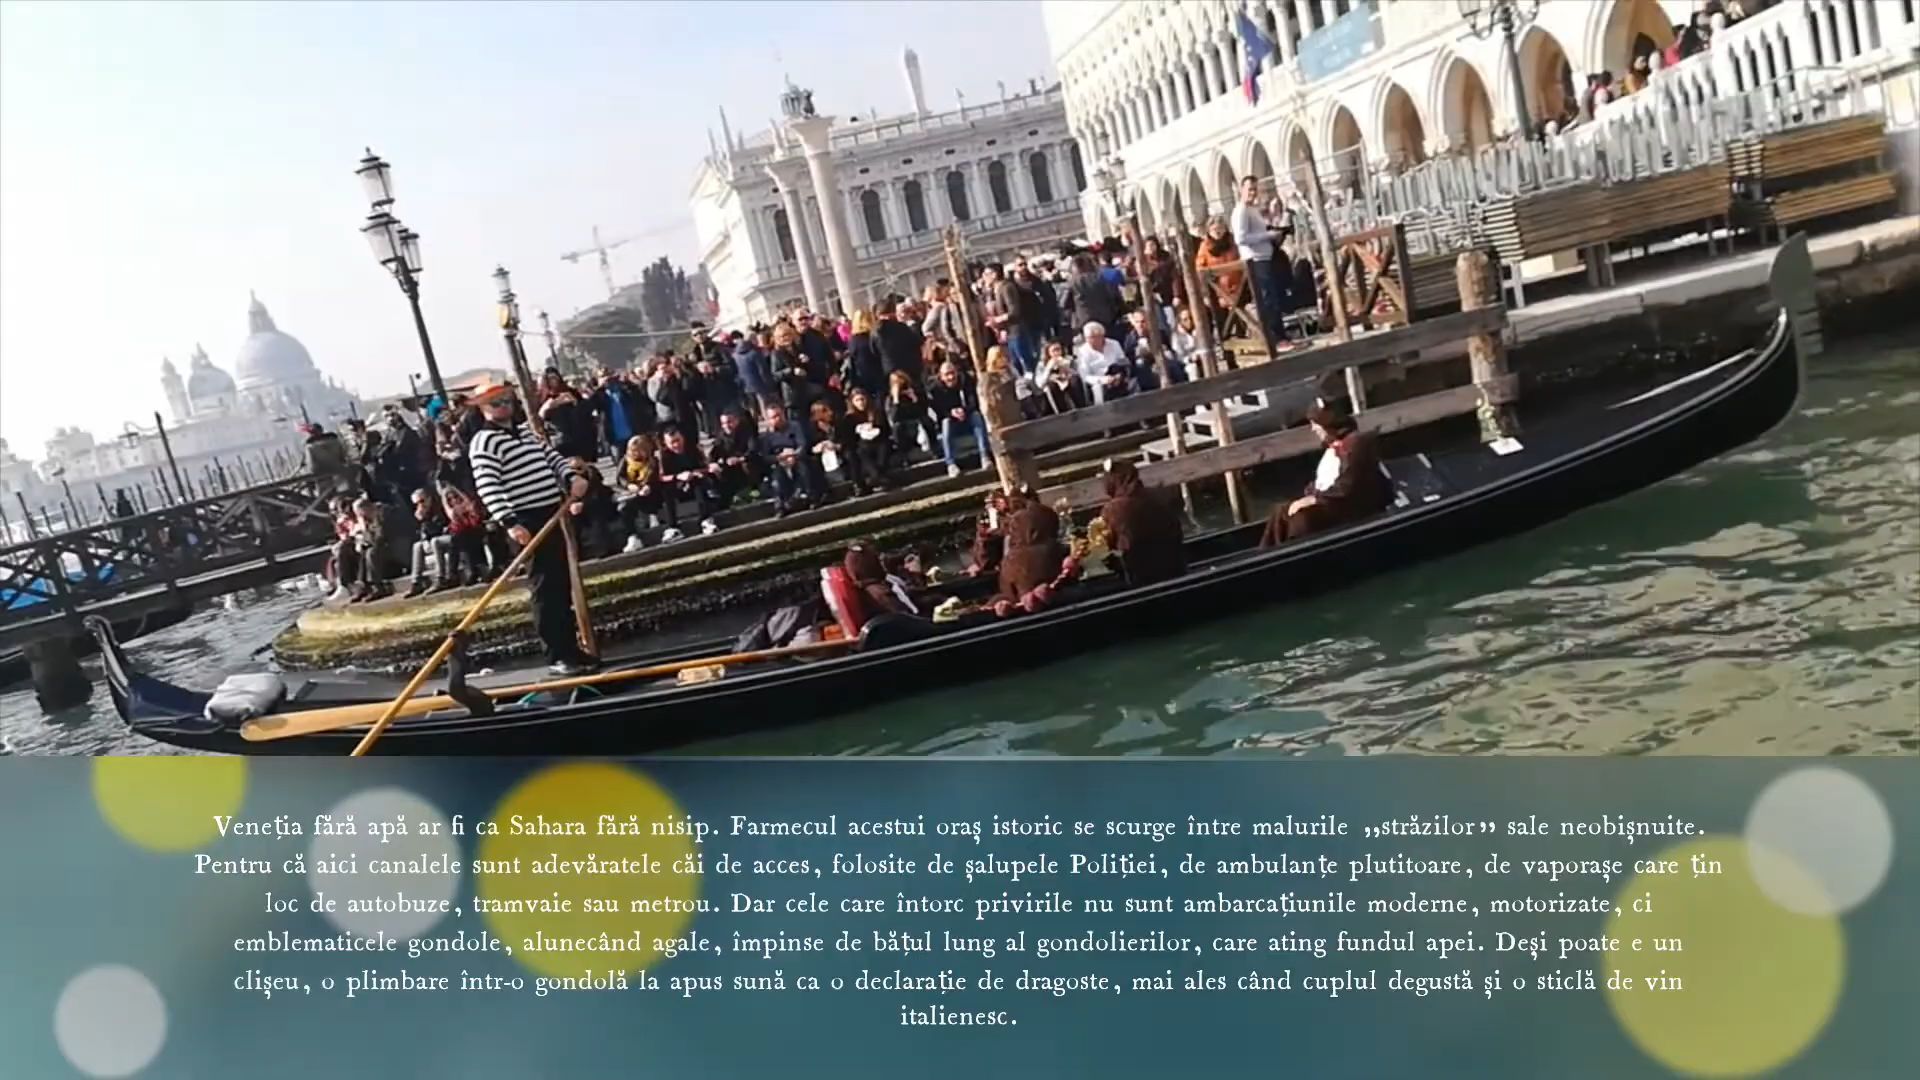 Veneția fără apă ar fi ca Sahara fără nisip. Farmecul acestui oraș istoric se scurge între malurile ,,străzilor” sale neobișnuite.
Pentru că aici canalele sunt adevăratele căi de acces, folosite de șalupele Poliției, de ambulanțe plutitoare, de vaporașe care țin
loc de autobuze, tramvaie sau metrou. Dar cele care întorc privirile nu sunt ambarcațiunile moderne, motorizate, ci
emblematicele gondole, alunecând agale, împinse de bățul lung al gondolierilor, care ating fundul apei. Deși poate e un
clișeu, o plimbare într-o gondolă la apus sună ca o declarație de dragoste, mai ales când cuplul degustă și o sticlă de vin
italienesc.